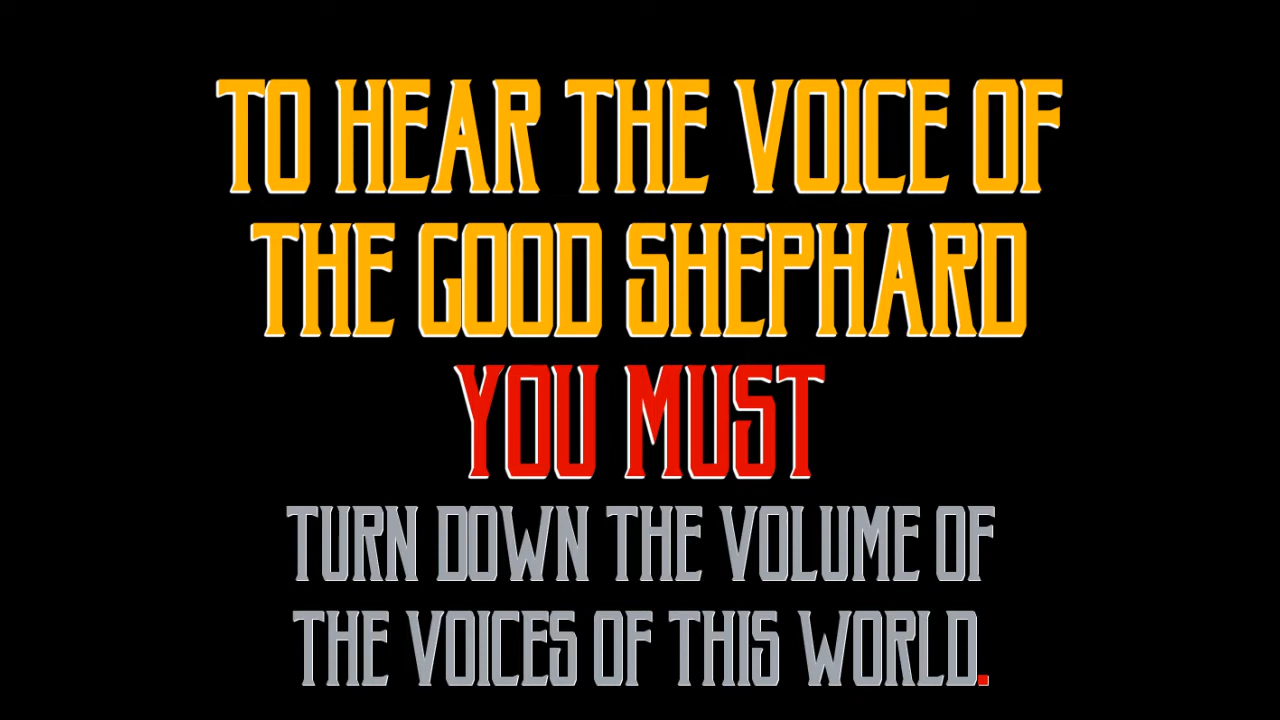 TO HEAR THE VOICE OF
THE GOOD SHEPHARD
YOU MUST
TURN DOWN THE VOLUME OF
THE VOICES OF THIS WORLD.